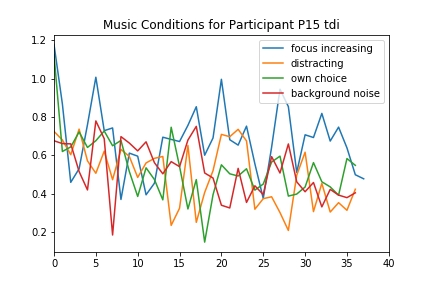 Music Conditions for Participant P15 tdi
focus increasing
distracting
own choice
background noise
1.2
1.0
0.8
0.6
0.4
0.2
0 5 10 15 20 25 30 35 40